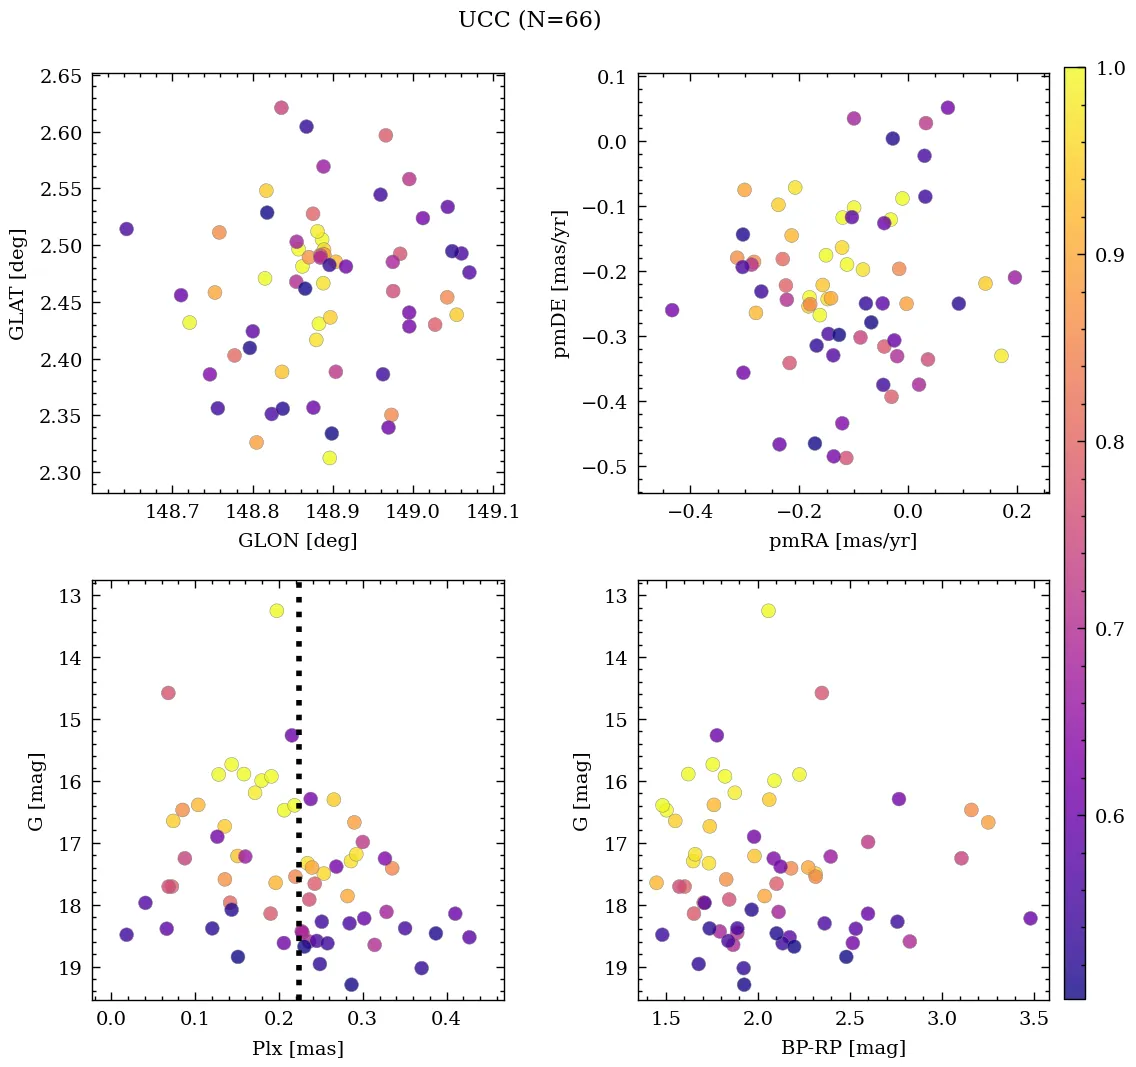 UCC (N=66)
2.65
2.60
2.55
2.50
2.45
2.40
2.35
2.30
GLAT [deg]
148.7 148.8 148.9 149.0 149.1
GLON [deg]
0.1
0.0
−0.1
−0.2
−0.3
−0.4
−0.5
pmDE [mas/yr]
−0.4 −0.2 0.0 0.2
pmRA [mas/yr]
1.0
0.9
0.8
0.7
0.6
13
14
15
16
17
18
19
G [mag]
0.0 0.1 0.2 0.3 0.4
Plx [mas]
13
14
15
16
17
18
19
G [mag]
1.5 2.0 2.5 3.0 3.5
BP-RP [mag]